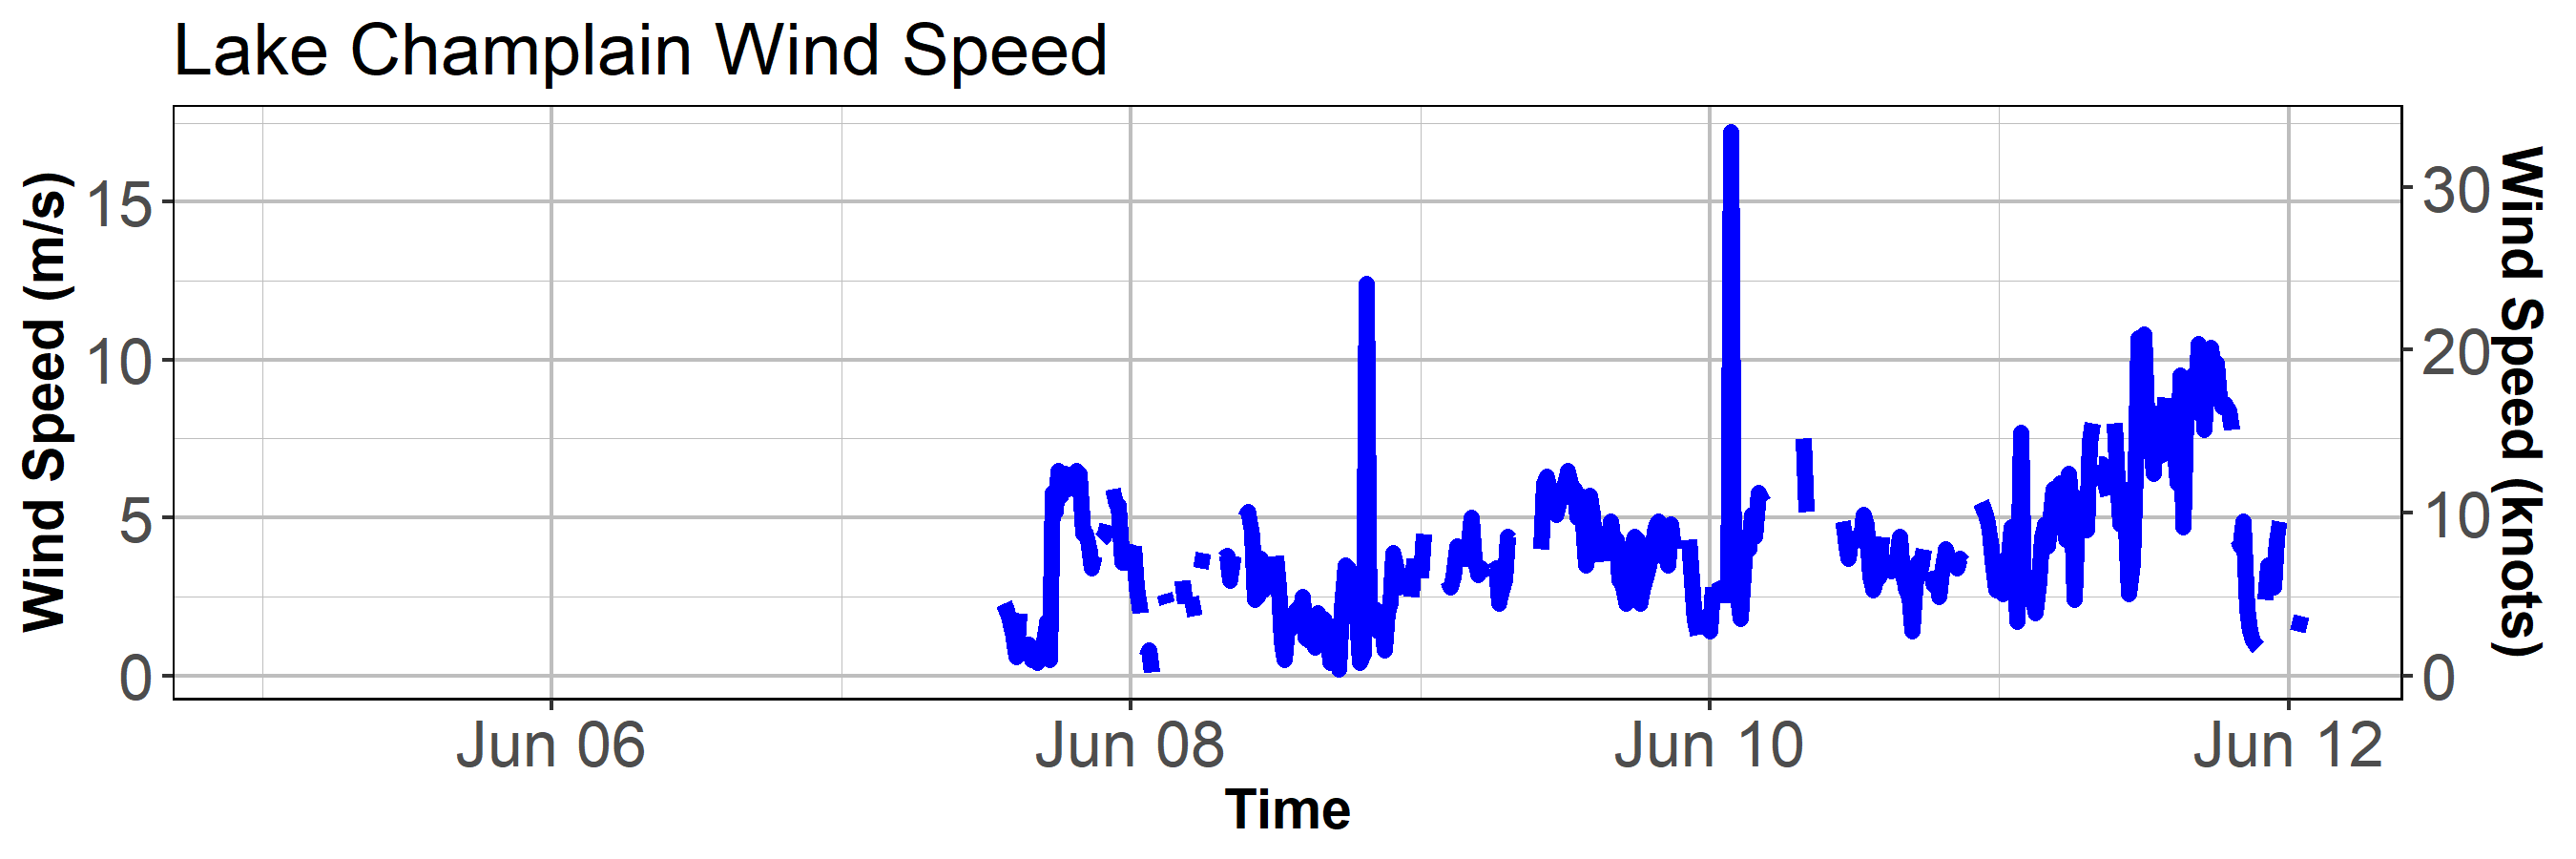 Lake Champlain Wind Speed
Wind Speed (m/s)
15
10
5
0
30
20
10
0
Wind Speed (knots)
Jun 06 Jun 08 Jun 10 Jun 12
Time